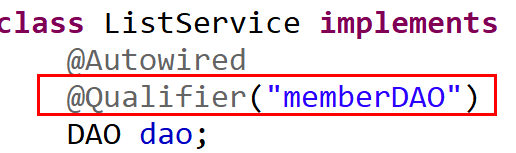 class ListService implements
@Autowired
@Qualifier("memberDAO")
DAO dao;